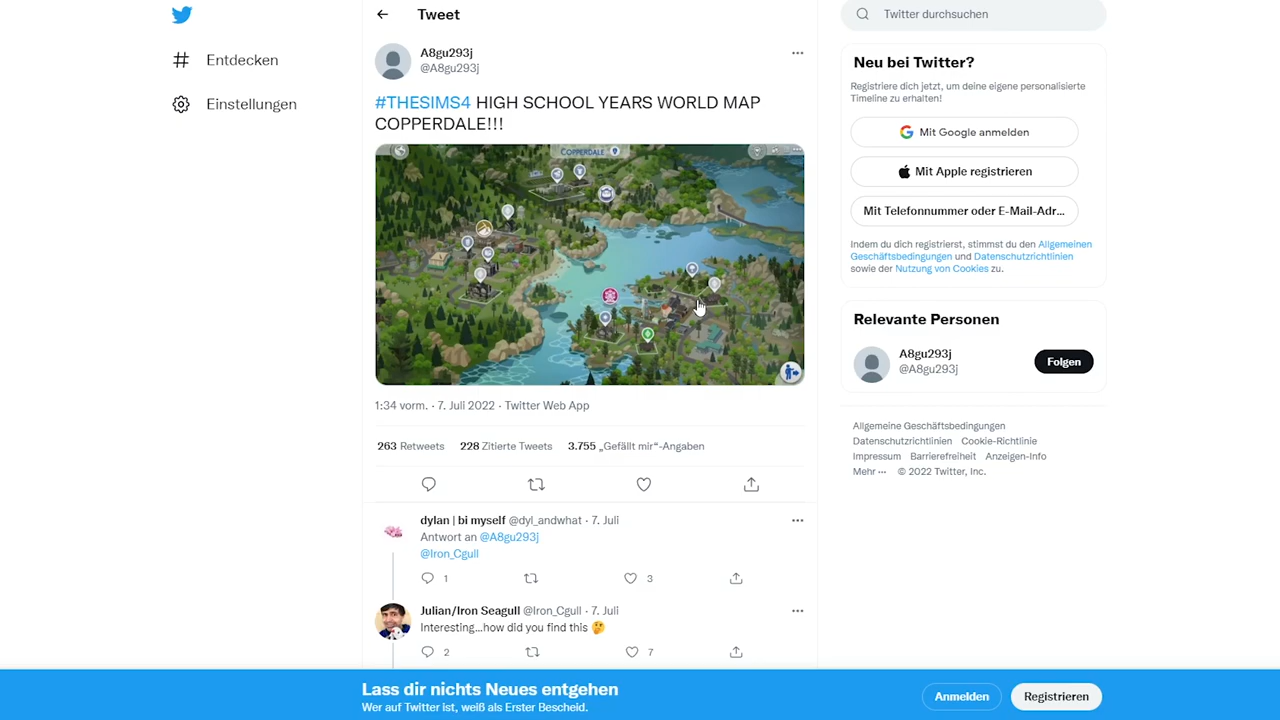 Tweet
Twitter durchsuchen
Entdecken
Einstellungen
A8gu293j
@A8gu293j
#THESIMS4 HIGH SCHOOL YEARS WORLD MAP
COPPERDALE!!!
COPPERDALE
1:34 vorm. · 7. Juli 2022 · Twitter Web App
263 Retweets 228 Zitierte Tweets 3.755 „Gefällt mir“-Angaben
dylan | bi myself @dyl_andwhat · 7. Juli
Antwort an @A8gu293j
@Iron_Cgull
1 3
Julian/Iron Seagull @Iron_Cgull · 7. Juli
Interesting...how did you find this 🤔
2 7
Neu bei Twitter?
Registriere dich jetzt, um deine eigene personalisierte
Timeline zu erhalten!
Mit Google anmelden
Mit Apple registrieren
Mit Telefonnummer oder E-Mail-Adr...
Indem du dich registrierst, stimmst du den Allgemeinen
Geschäftsbedingungen und Datenschutzrichtlinien
sowie der Nutzung von Cookies zu.
Relevante Personen
A8gu293j
@A8gu293j
Folgen
Allgemeine Geschäftsbedingungen
Datenschutzrichtlinien Cookie-Richtlinie
Impressum Barrierefreiheit Anzeigen-Info
Mehr ··· © 2022 Twitter, Inc.
Lass dir nichts Neues entgehen
Wer auf Twitter ist, weiß als Erster Bescheid.
Anmelden
Registrieren